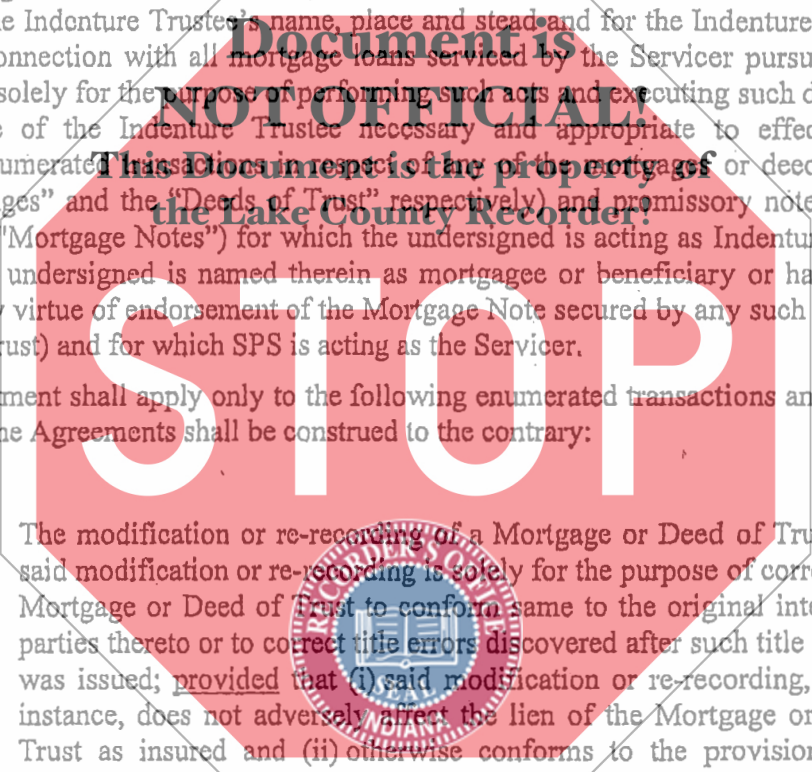 e Indenture Trustee's name, place and stead and for the Indenture
Document is
onnection with all mortgage loans serviced by the Servicer pursu
solely for the purpose of performing such acts and executing such d
NOT OFFICIAL!
e of the Indenture Trustee necessary and appropriate to effec
umerated transactions in respect of any of the mortgages or deed
This Document is the property of
ges” and the “Deeds of Trust” respectively) and promissory note
the Lake County Recorder!
"Mortgage Notes”) for which the undersigned is acting as Indentu
undersigned is named therein as mortgagee or beneficiary or ha
y virtue of endorsement of the Mortgage Note secured by any such
rust) and for which SPS is acting as the Servicer.
STOP
ment shall apply only to the following enumerated transactions an
ne Agreements shall be construed to the contrary:
The modification or re-recording of a Mortgage or Deed of Tru
said modification or re-recording is solely for the purpose of corre
Mortgage or Deed of Trust to conform same to the original inte
parties thereto or to correct title errors discovered after such title
was issued; provided that (i) said modification or re-recording,
instance, does not adversely affect the lien of the Mortgage or
Trust as insured and (ii) otherwise conforms to the provision
RECORDER'S OFFICE
SEAL
INDIANA